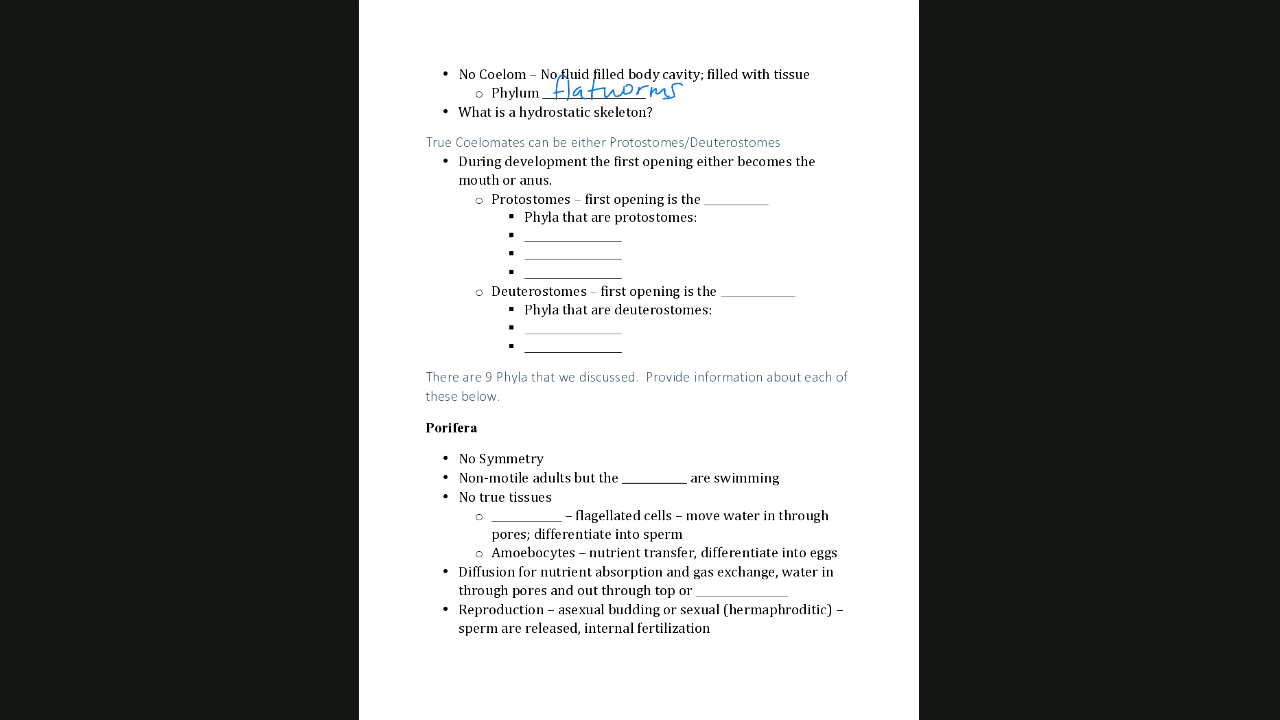 • No Coelom – No fluid filled body cavity; filled with tissue
o Phylum flatworms
• What is a hydrostatic skeleton?
True Coelomates can be either Protostomes/Deuterostomes
• During development the first opening either becomes the
mouth or anus.
o Protostomes – first opening is the __________
▪ Phyla that are protostomes:
▪ _______________
▪ _______________
▪ _______________
o Deuterostomes – first opening is the ____________
▪ Phyla that are deuterostomes:
▪ _______________
▪ _______________
There are 9 Phyla that we discussed. Provide information about each of
these below.
Porifera
• No Symmetry
• Non-motile adults but the __________ are swimming
• No true tissues
o ___________ – flagellated cells – move water in through
pores; differentiate into sperm
o Amoebocytes – nutrient transfer, differentiate into eggs
• Diffusion for nutrient absorption and gas exchange, water in
through pores and out through top or ______________
• Reproduction – asexual budding or sexual (hermaphroditic) –
sperm are released, internal fertilization